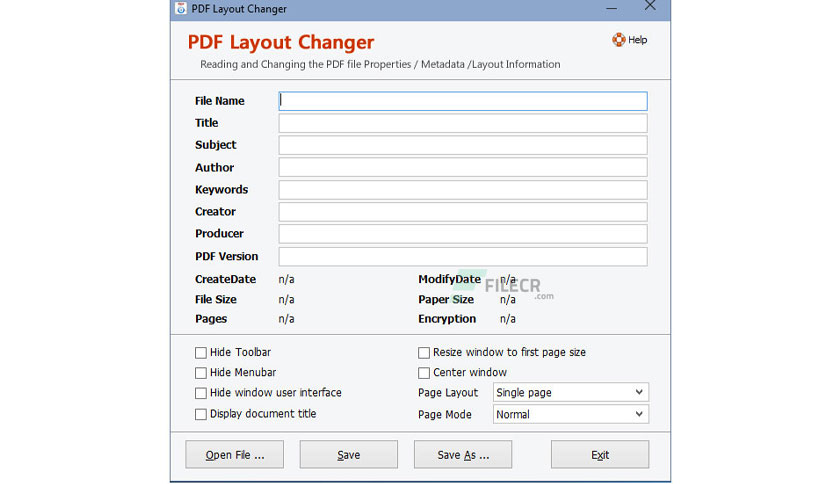 PDF Layout Changer
PDF Layout Changer
Help
Reading and Changing the PDF file Properties / Metadata /Layout Information
File Name
Title
Subject
Author
Keywords
Creator
Producer
PDF Version
CreateDate n/a ModifyDate n/a
FILECR
.com
File Size n/a Paper Size n/a
Pages n/a Encryption n/a
Hide Toolbar Resize window to first page size
Hide Menubar Center window
Hide window user interface Page Layout Single page
Display document title Page Mode Normal
Open File ... Save Save As ... Exit